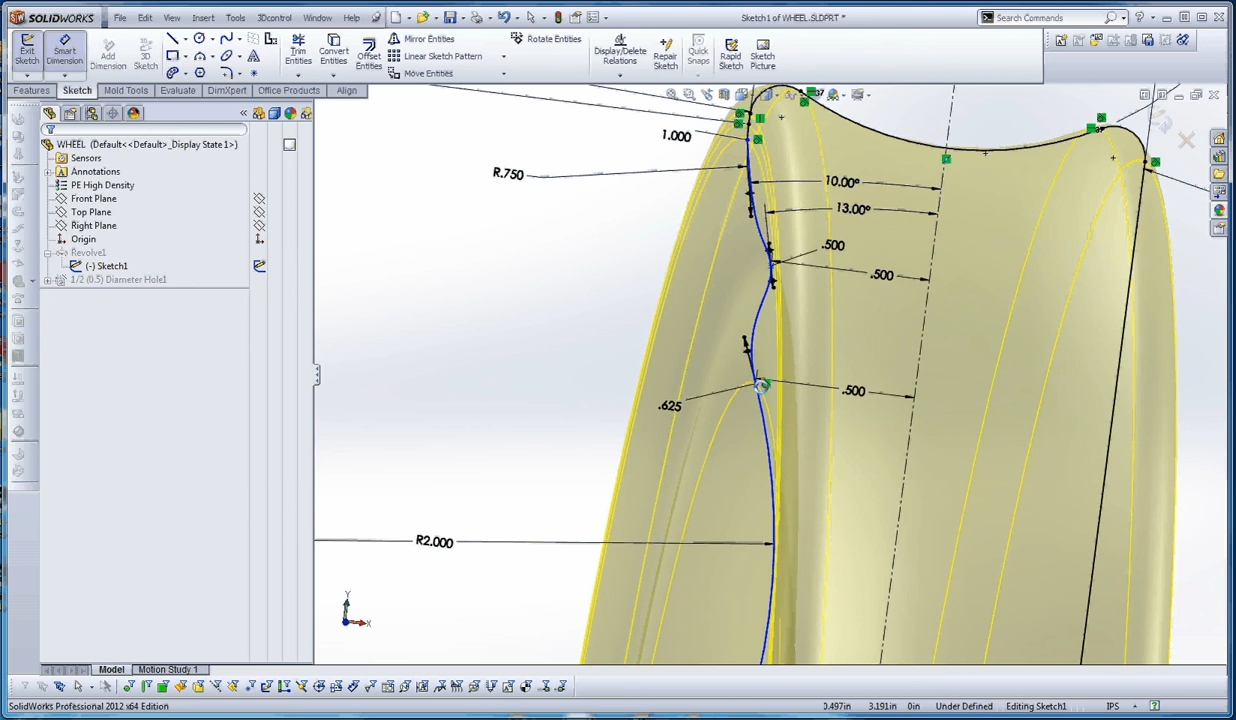 SOLIDWORKS File Edit View Insert Tools 3Dcontrol Window Help Sketch1 of WHEEL.SLDPRT * Search Commands
Exit Sketch
Smart Dimension
Add Dimension
3D Sketch
Trim Entities
Convert Entities
Offset Entities
Mirror Entities
Linear Sketch Pattern
Move Entities
Rotate Entities
Display/Delete Relations
Repair Sketch
Quick Snaps
Rapid Sketch
Sketch Picture
Features Sketch Mold Tools Evaluate DimXpert Office Products Align
WHEEL (Default<<Default>_Display State 1>)
Sensors
Annotations
PE High Density
Front Plane
Top Plane
Right Plane
Origin
Revolve1
(-) Sketch1
1/2 (0.5) Diameter Hole1
1.000
R.750
10.00°
13.00°
.500
.500
.500
.625
R2.000
Y
X
Model Motion Study 1
SolidWorks Professional 2012 x64 Edition 0.497in 3.191in 0in Under Defined Editing Sketch1 IPS